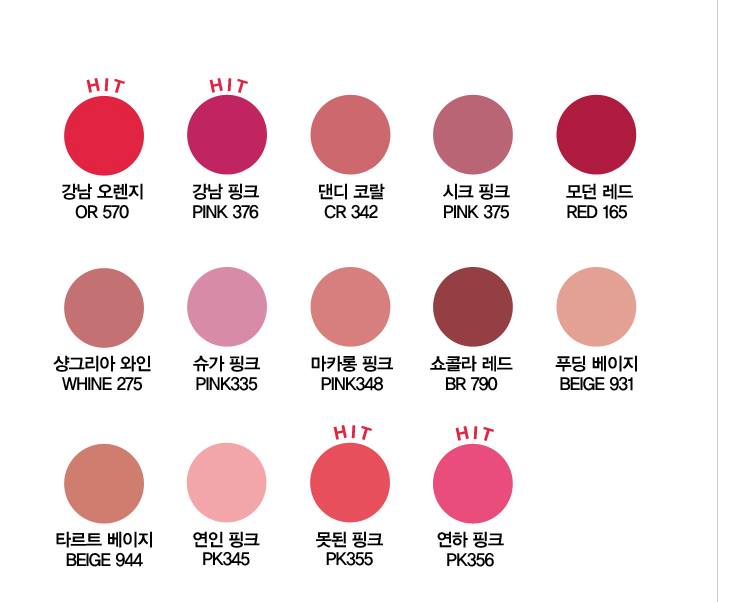 HIT HIT
강남 오렌지 강남 핑크 댄디 코랄 시크 핑크 모던 레드
OR 570 PINK 376 CR 342 PINK 375 RED 165
샹그리아 와인 슈가 핑크 마카롱 핑크 쇼콜라 레드 푸딩 베이지
WHINE 275 PINK335 PINK348 BR 790 BEIGE 931
HIT HIT
타르트 베이지 연인 핑크 못된 핑크 연하 핑크
BEIGE 944 PK345 PK355 PK356